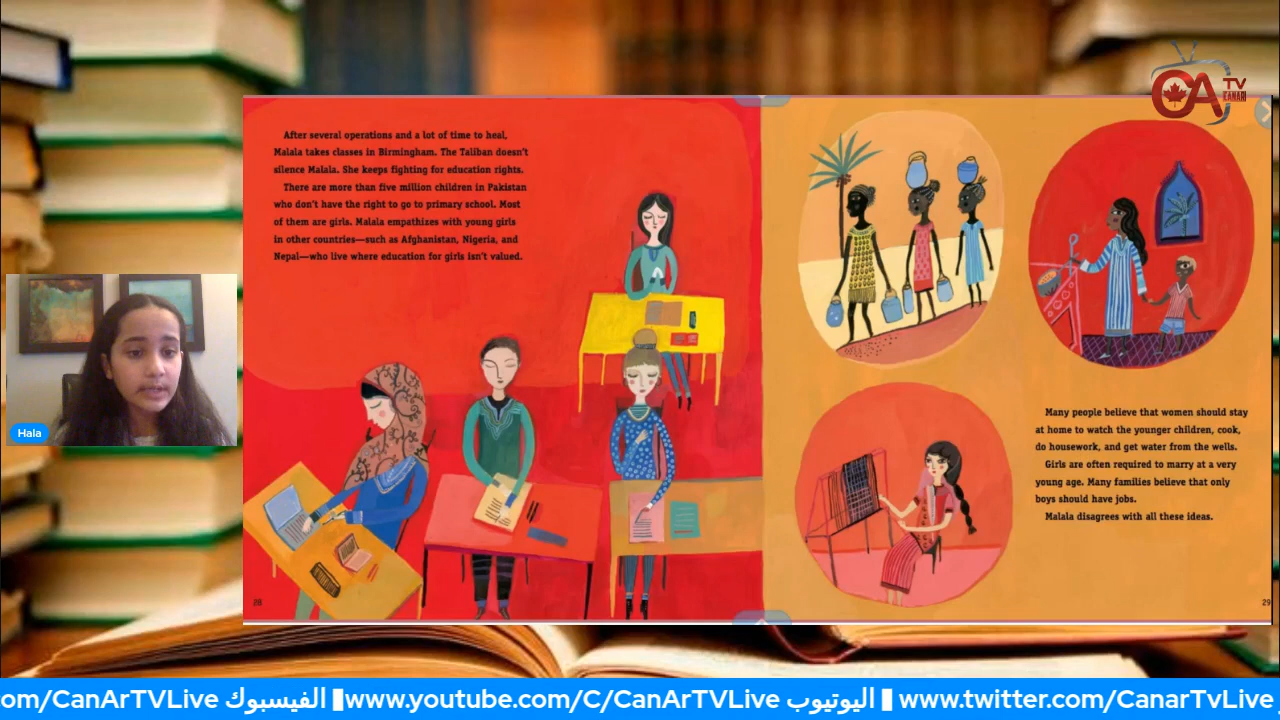 After several operations and a lot of time to heal,
Malala takes classes in Birmingham. The Taliban doesn't
silence Malala. She keeps fighting for education rights.
There are more than five million children in Pakistan
who don't have the right to go to primary school. Most
of them are girls. Malala empathizes with young girls
in other countries—such as Afghanistan, Nigeria, and
Nepal—who live where education for girls isn't valued.
28
Many people believe that women should stay
at home to watch the younger children, cook,
do housework, and get water from the wells.
Girls are often required to marry at a very
young age. Many families believe that only
boys should have jobs.
Malala disagrees with all these ideas.
29
CA TV
KANARI
Hala
om/CanArTVLive الفيسبوك www.youtube.com/C/CanArTVLive اليوتيوب www.twitter.com/CanarTvLive